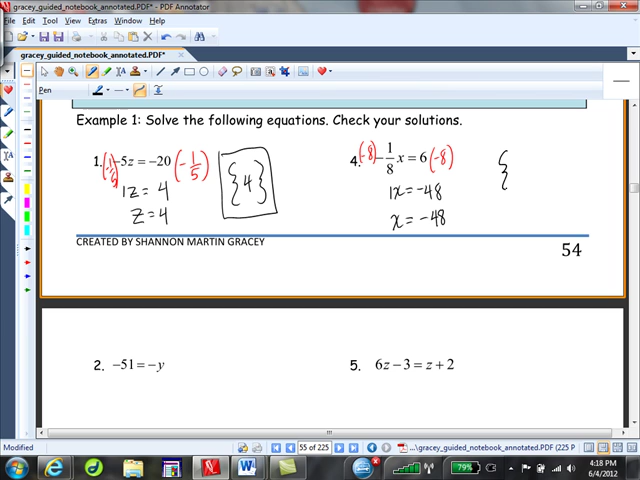 gracey_guided_notebook_annotated.PDF* - PDF Annotator
File Edit Tool View Extras Window Help
gracey_guided_notebook_annotated.PDF*
Pen
Example 1: Solve the following equations. Check your solutions.
1. (-1/5) -5z = -20 (-1/5)
1z = 4
z = 4
{4}
4. (-8) -1/8 x = 6 (-8)
1x = -48
x = -48
{
CREATED BY SHANNON MARTIN GRACEY
54
2. -51 = -y
5. 6z - 3 = z + 2
Modified
55 of 225
...\gracey_guided_notebook_annotated.PDF (225 P
79%
4:18 PM
6/4/2012